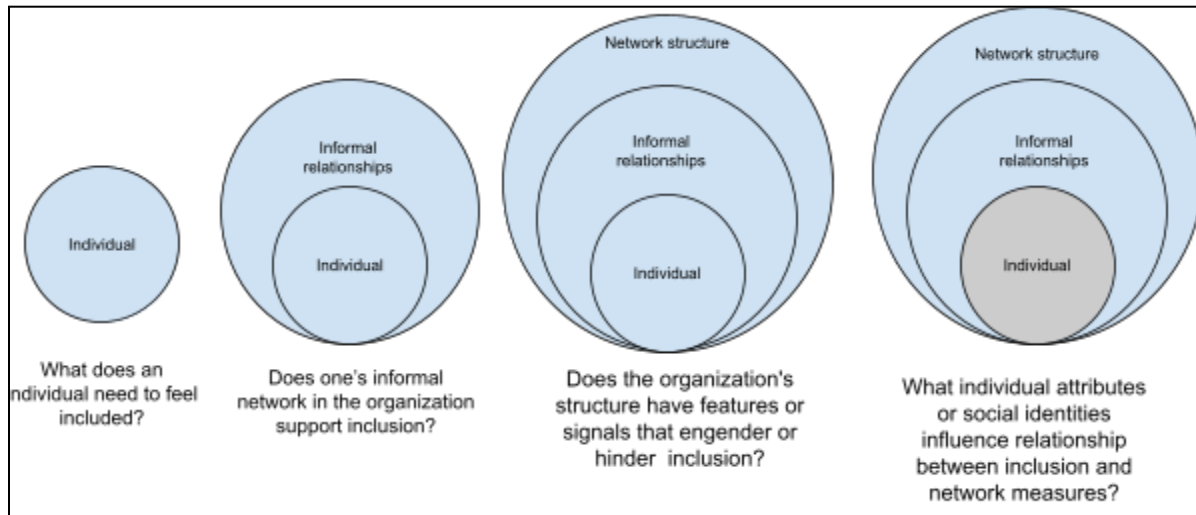 Individual
What does an
individual need to feel
included?
Informal
relationships
Individual
Does one's informal
network in the organization
support inclusion?
Network structure
Informal
relationships
Individual
Does the organization's
structure have features or
signals that engender or
hinder inclusion?
Network structure
Informal
relationships
Individual
What individual attributes
or social identities
influence relationship
between inclusion and
network measures?